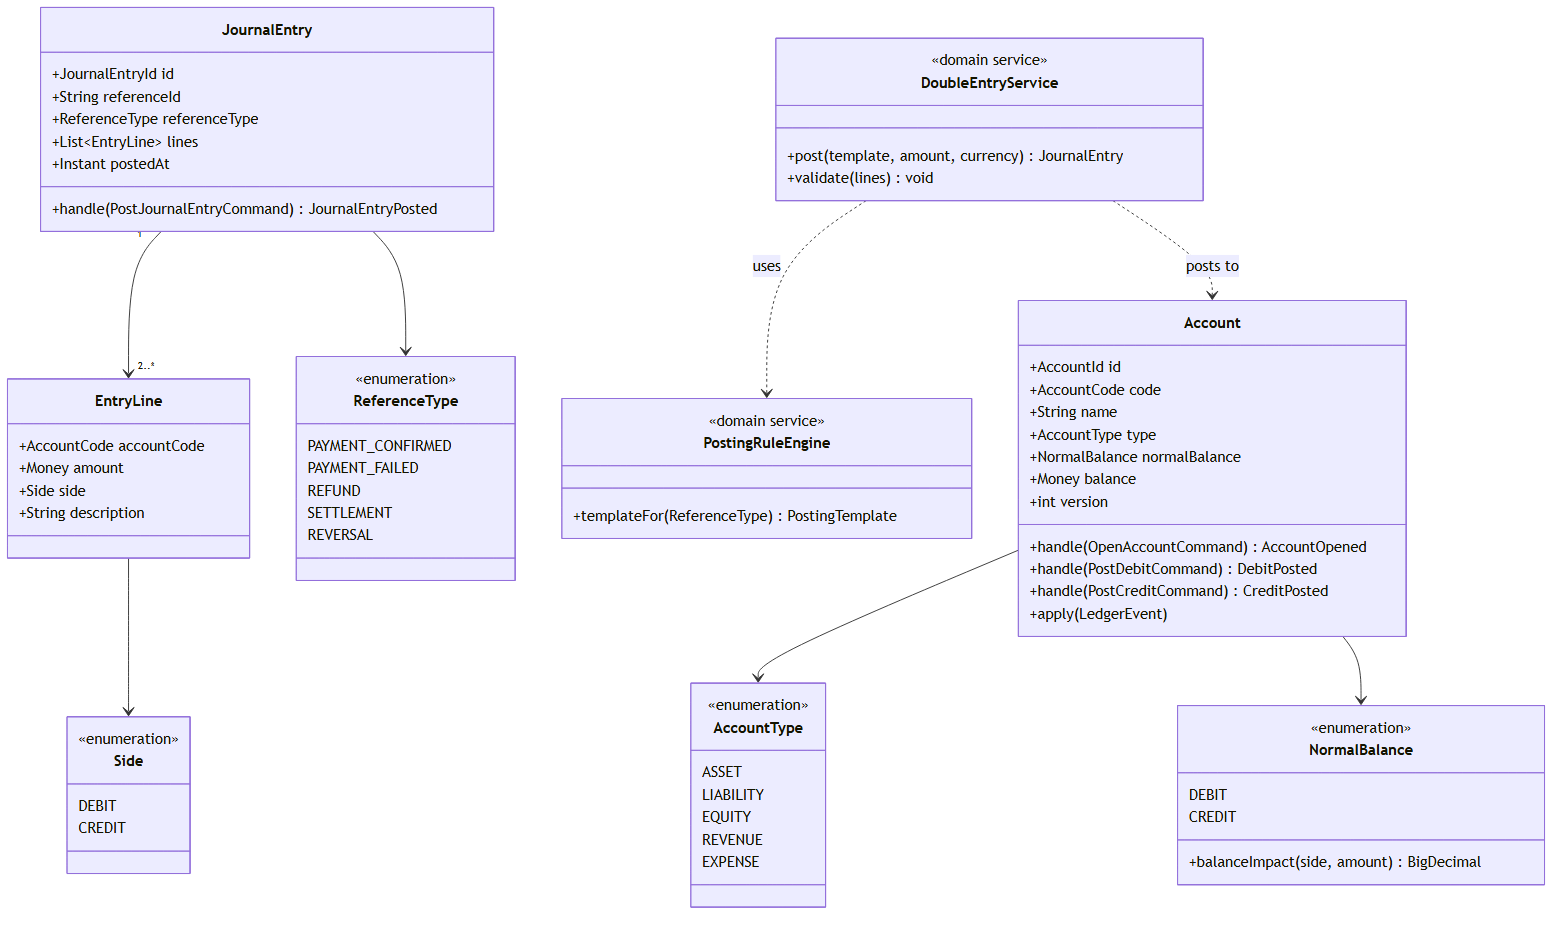 JournalEntry
+JournalEntryId id
+String referenceId
+ReferenceType referenceType
+List<EntryLine> lines
+Instant postedAt
+handle(PostJournalEntryCommand) : JournalEntryPosted
1
2..*
EntryLine
+AccountCode accountCode
+Money amount
+Side side
+String description
«enumeration»
ReferenceType
PAYMENT_CONFIRMED
PAYMENT_FAILED
REFUND
SETTLEMENT
REVERSAL
«enumeration»
Side
DEBIT
CREDIT
«domain service»
DoubleEntryService
+post(template, amount, currency) : JournalEntry
+validate(lines) : void
uses
posts to
«domain service»
PostingRuleEngine
+templateFor(ReferenceType) : PostingTemplate
Account
+AccountId id
+AccountCode code
+String name
+AccountType type
+NormalBalance normalBalance
+Money balance
+int version
+handle(OpenAccountCommand) : AccountOpened
+handle(PostDebitCommand) : DebitPosted
+handle(PostCreditCommand) : CreditPosted
+apply(LedgerEvent)
«enumeration»
AccountType
ASSET
LIABILITY
EQUITY
REVENUE
EXPENSE
«enumeration»
NormalBalance
DEBIT
CREDIT
+balanceImpact(side, amount) : BigDecimal